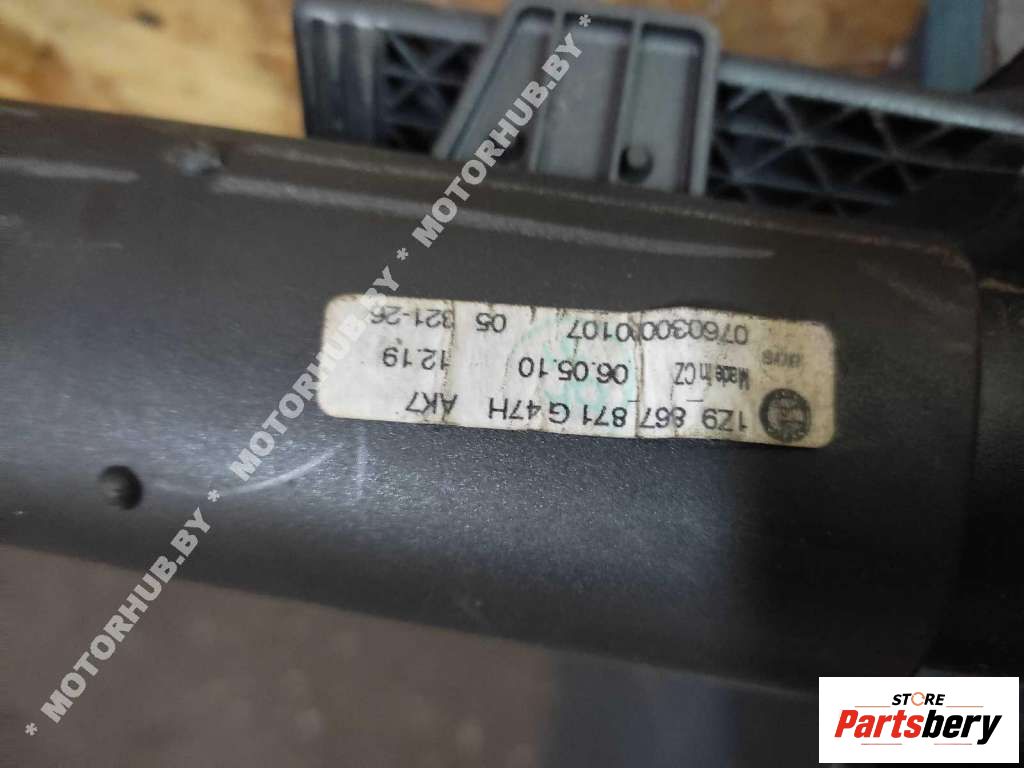 1Z9 867 871 G 47H AK7
Made in CZ 06.05.10 12.19
0760300 0107 05 321-26
* MOTORHUB.BY * MOTORHUB.BY * MOTORHUB.BY *
STORE
Partsbery